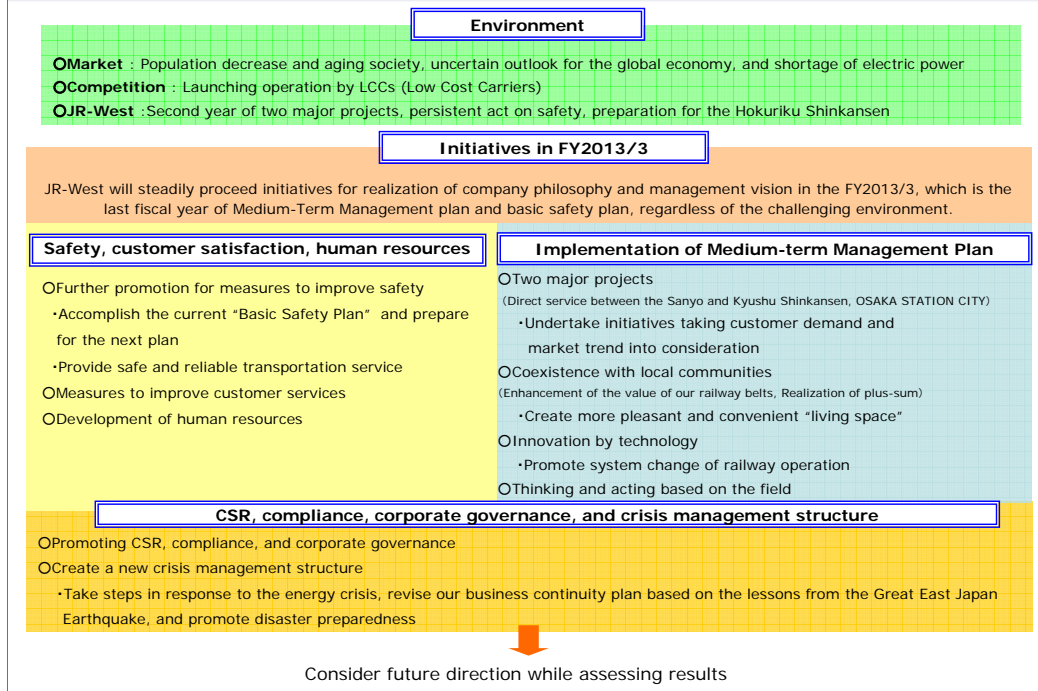 Environment
○Market : Population decrease and aging society, uncertain outlook for the global economy, and shortage of electric power
○Competition : Launching operation by LCCs (Low Cost Carriers)
○JR-West :Second year of two major projects, persistent act on safety, preparation for the Hokuriku Shinkansen
Initiatives in FY2013/3
JR-West will steadily proceed initiatives for realization of company philosophy and management vision in the FY2013/3, which is the
last fiscal year of Medium-Term Management plan and basic safety plan, regardless of the challenging environment.
Safety, customer satisfaction, human resources
○Further promotion for measures to improve safety
・Accomplish the current “Basic Safety Plan” and prepare
for the next plan
・Provide safe and reliable transportation service
○Measures to improve customer services
○Development of human resources
Implementation of Medium-term Management Plan
○Two major projects
(Direct service between the Sanyo and Kyushu Shinkansen, OSAKA STATION CITY)
・Undertake initiatives taking customer demand and
market trend into consideration
○Coexistence with local communities
(Enhancement of the value of our railway belts, Realization of plus-sum)
・Create more pleasant and convenient “living space”
○Innovation by technology
・Promote system change of railway operation
○Thinking and acting based on the field
CSR, compliance, corporate governance, and crisis management structure
○Promoting CSR, compliance, and corporate governance
○Create a new crisis management structure
・Take steps in response to the energy crisis, revise our business continuity plan based on the lessons from the Great East Japan
Earthquake, and promote disaster preparedness
Consider future direction while assessing results